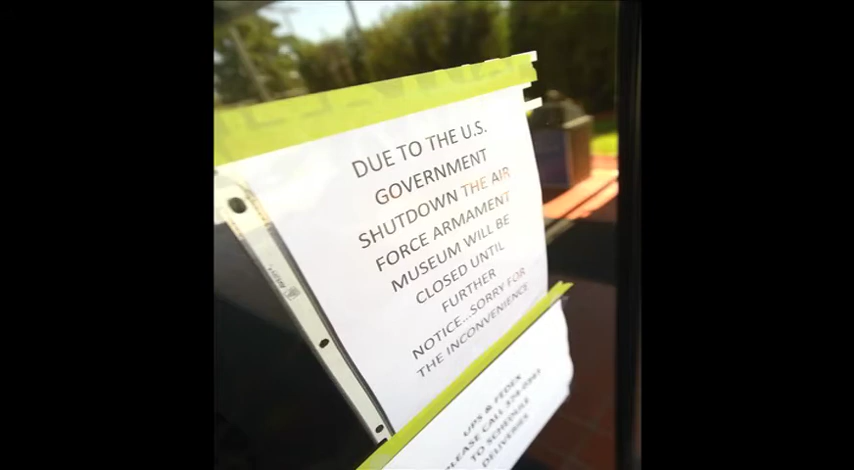 DUE TO THE U.S.
GOVERNMENT
SHUTDOWN THE AIR
FORCE ARMAMENT
MUSEUM WILL BE
CLOSED UNTIL
FURTHER
NOTICE...SORRY FOR
THE INCONVENIENCE
UPS & FEDEX
PLEASE CALL
TO SCHEDULE
DELIVERIES